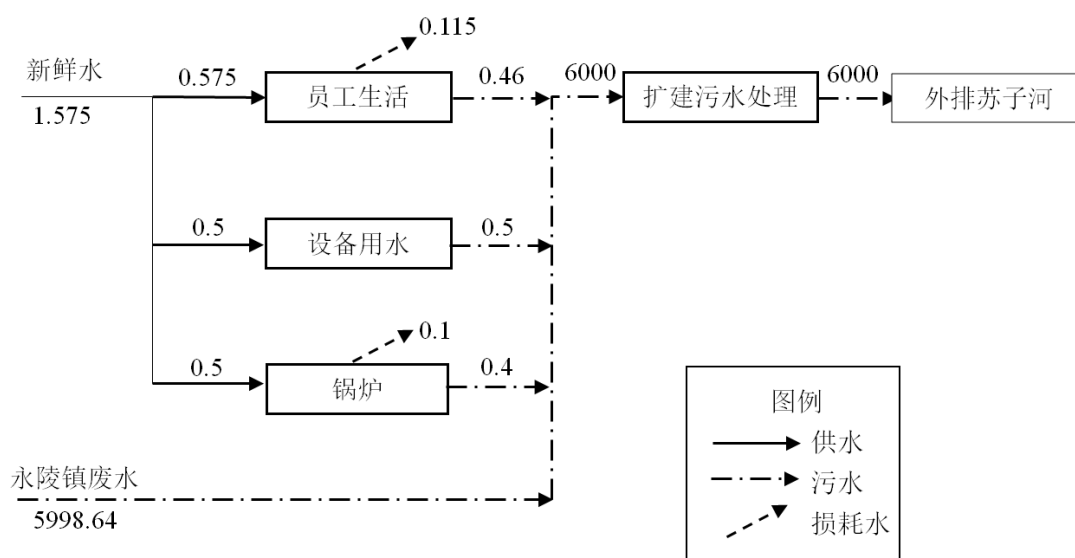 0.115
新鲜水
0.575
员工生活
0.46
6000
扩建污水处理
6000
外排苏子河
1.575
0.5
设备用水
0.5
0.1
0.5
锅炉
0.4
图例
供水
污水
损耗水
永陵镇废水
5998.64